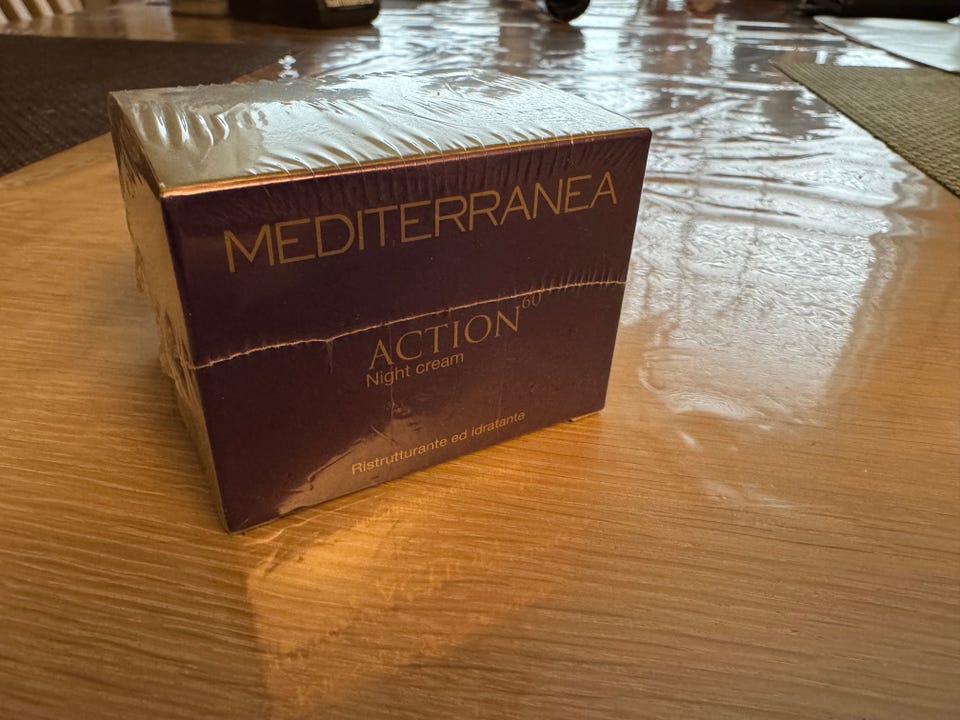 MEDITERRANEA
ACTION60
Night cream
Ristrutturante ed idratante